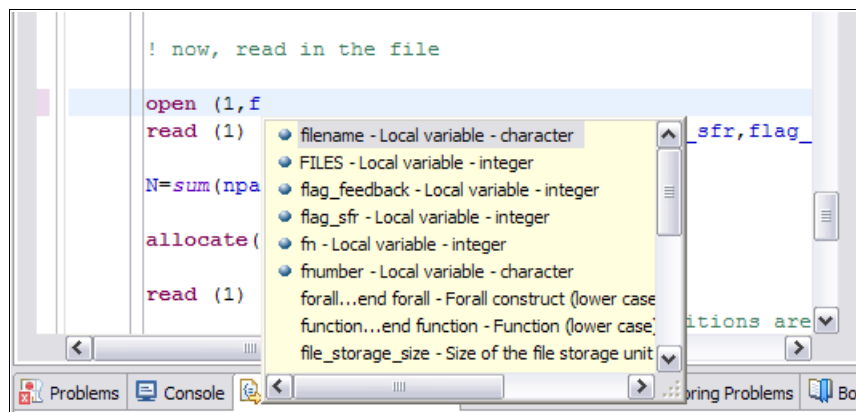 ! now, read in the file
open (1,f
read (1) _sfr,flag_
filename - Local variable - character
FILES - Local variable - integer
N=sum(npa
flag_feedback - Local variable - integer
flag_sfr - Local variable - integer
allocate(
fn - Local variable - integer
fnumber - Local variable - character
read (1)
forall...end forall - Forall construct (lower case
function...end function - Function (lower case)
itions are
file_storage_size - Size of the file storage unit
Problems Console ring Problems Bo